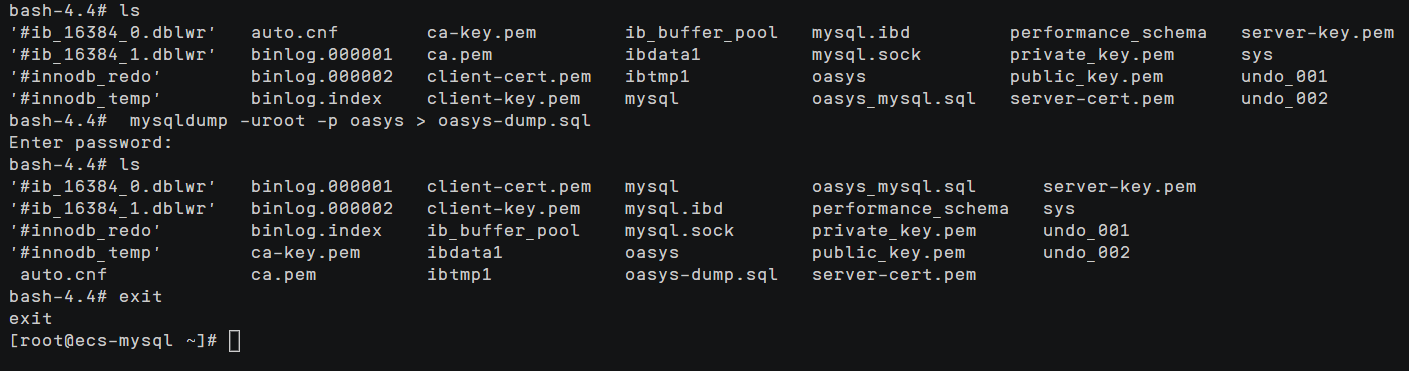 bash-4.4# ls
'#ib_16384_0.dblwr'   auto.cnf        ca-key.pem        ib_buffer_pool   mysql.ibd         performance_schema   server-key.pem
'#ib_16384_1.dblwr'   binlog.000001   ca.pem            ibdata1          mysql.sock        private_key.pem      sys
'#innodb_redo'        binlog.000002   client-cert.pem   ibtmp1           oasys             public_key.pem       undo_001
'#innodb_temp'        binlog.index    client-key.pem    mysql            oasys_mysql.sql   server-cert.pem      undo_002
bash-4.4#  mysqldump -uroot -p oasys > oasys-dump.sql
Enter password:
bash-4.4# ls
'#ib_16384_0.dblwr'   binlog.000001   client-cert.pem   mysql            oasys_mysql.sql      server-key.pem
'#ib_16384_1.dblwr'   binlog.000002   client-key.pem    mysql.ibd        performance_schema   sys
'#innodb_redo'        binlog.index    ib_buffer_pool    mysql.sock       private_key.pem      undo_001
'#innodb_temp'        ca-key.pem      ibdata1           oasys            public_key.pem       undo_002
 auto.cnf             ca.pem          ibtmp1            oasys-dump.sql   server-cert.pem
bash-4.4# exit
exit
[root@ecs-mysql ~]#